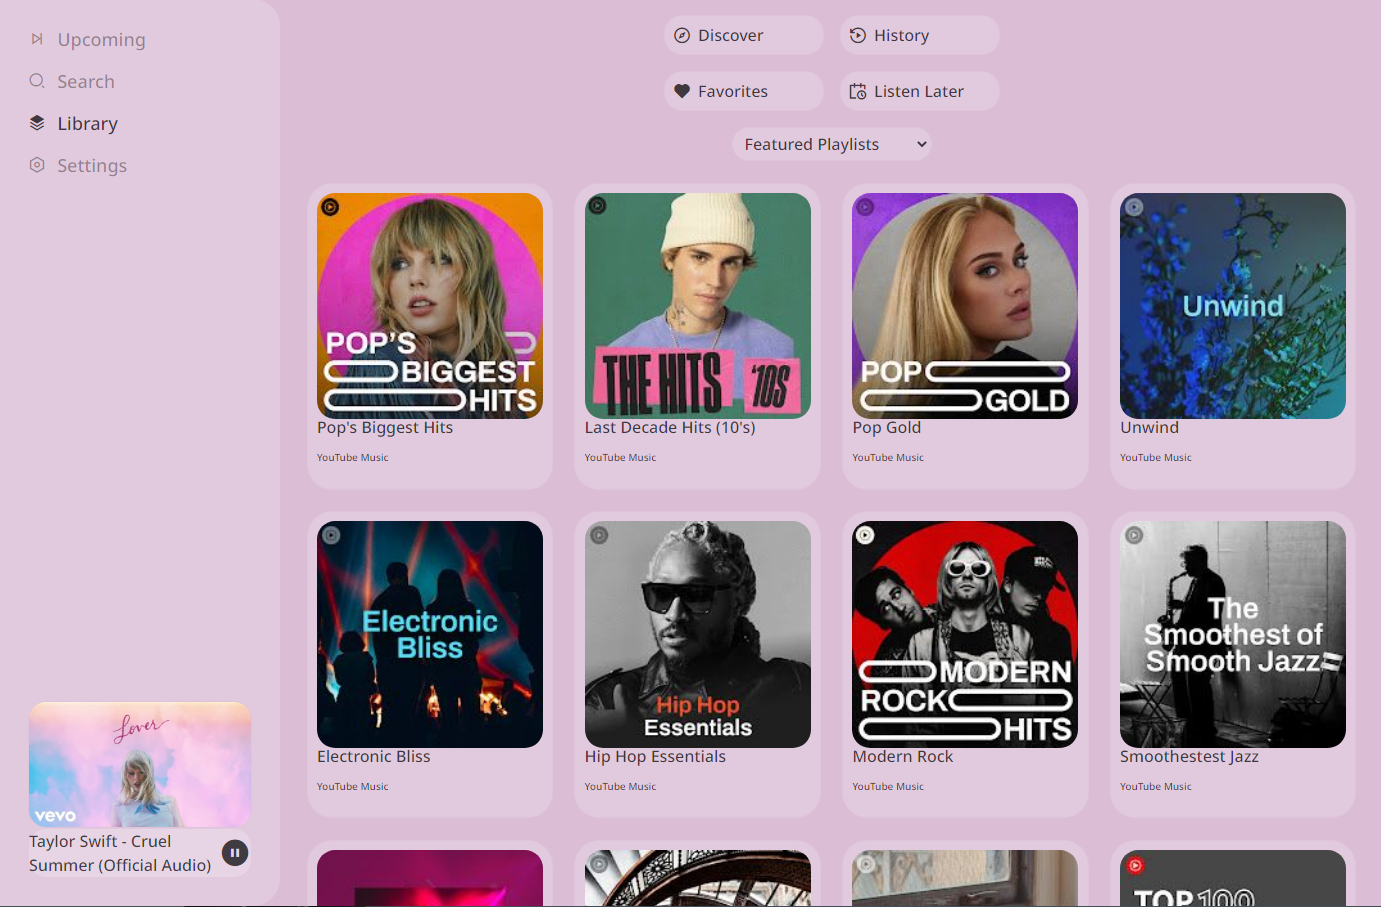 Upcoming
Search
Library
Settings
Discover
History
Favorites
Listen Later
Featured Playlists
POP'S
BIGGEST
HITS
Pop's Biggest Hits
YouTube Music
THE HITS '10S
Last Decade Hits (10's)
YouTube Music
POP
GOLD
Pop Gold
YouTube Music
Unwind
Unwind
YouTube Music
Electronic
Bliss
Electronic Bliss
YouTube Music
Hip Hop
Essentials
Hip Hop Essentials
YouTube Music
MODERN
ROCK
HITS
Modern Rock
YouTube Music
The
Smoothest of
Smooth Jazz
Smoothestest Jazz
YouTube Music
TOP 100
Lover
vevo
Taylor Swift - Cruel
Summer (Official Audio)